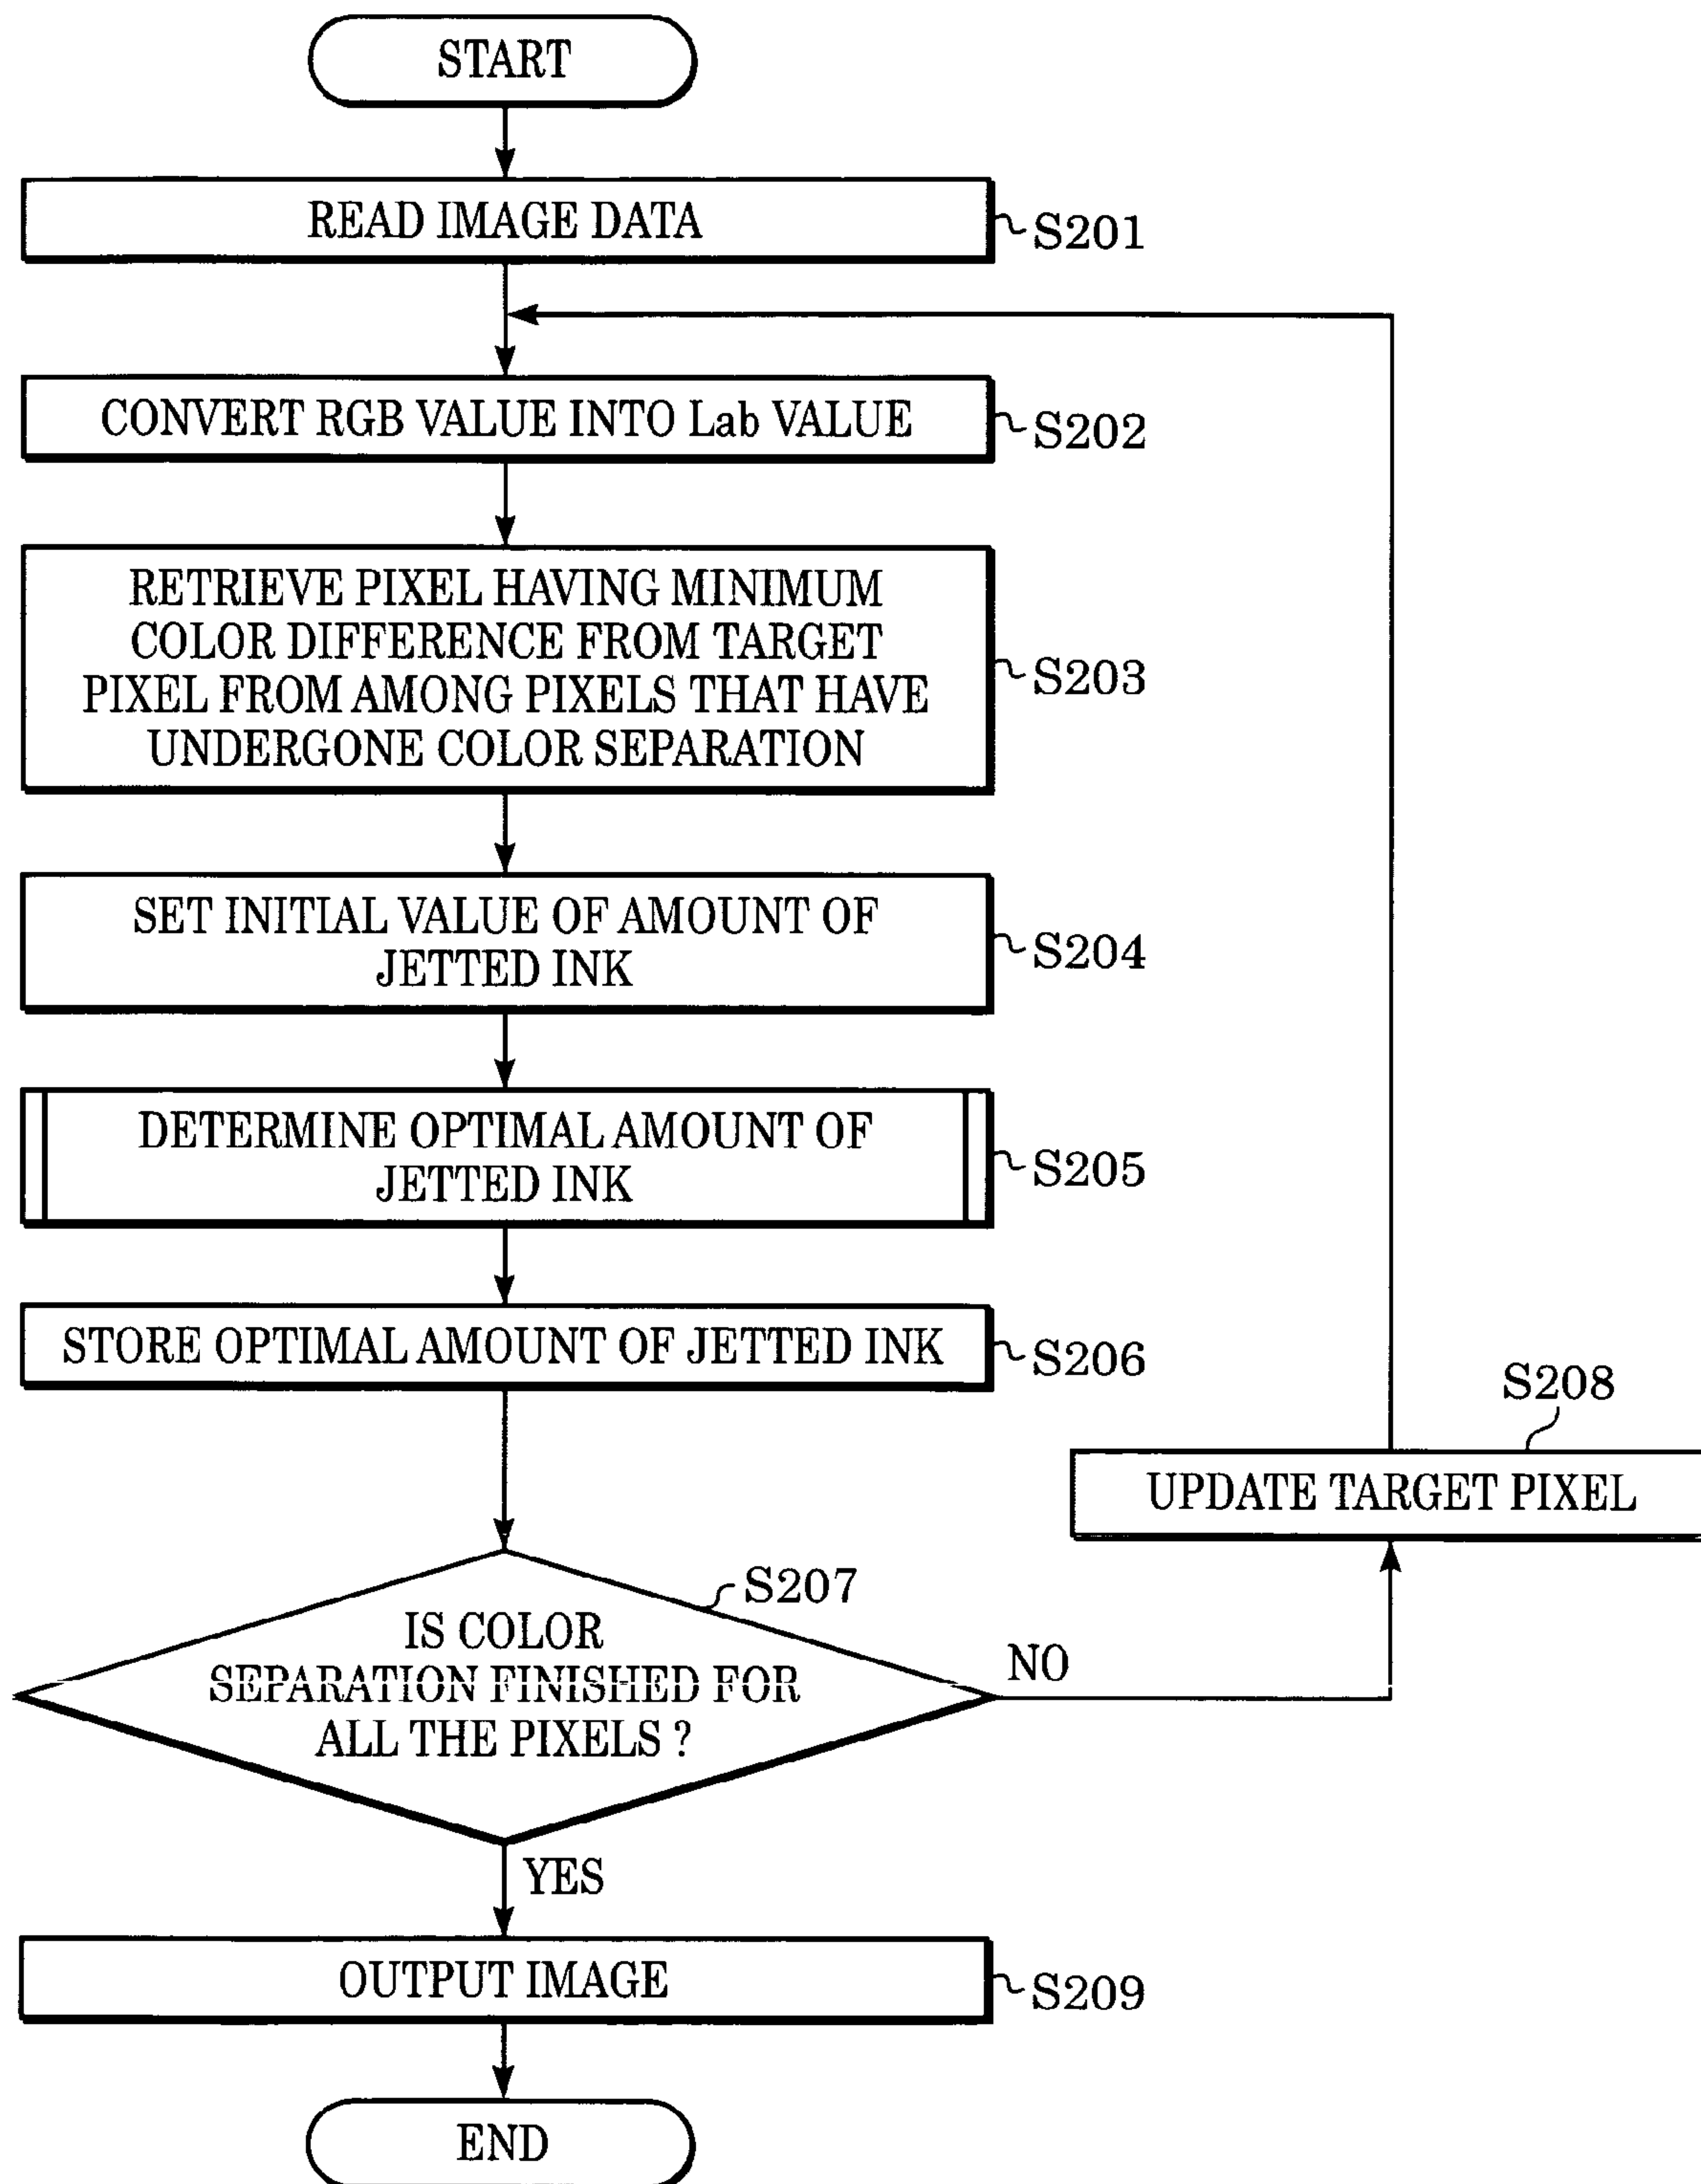 START
READ IMAGE DATA
S201
CONVERT RGB VALUE INTO Lab VALUE
S202
RETRIEVE PIXEL HAVING MINIMUM
COLOR DIFFERENCE FROM TARGET
PIXEL FROM AMONG PIXELS THAT HAVE
UNDERGONE COLOR SEPARATION
S203
SET INITIAL VALUE OF AMOUNT OF
JETTED INK
S204
DETERMINE OPTIMAL AMOUNT OF
JETTED INK
S205
STORE OPTIMAL AMOUNT OF JETTED INK
S206
S208
UPDATE TARGET PIXEL
S207
IS COLOR
SEPARATION FINISHED FOR
ALL THE PIXELS ?
NO
YES
OUTPUT IMAGE
S209
END